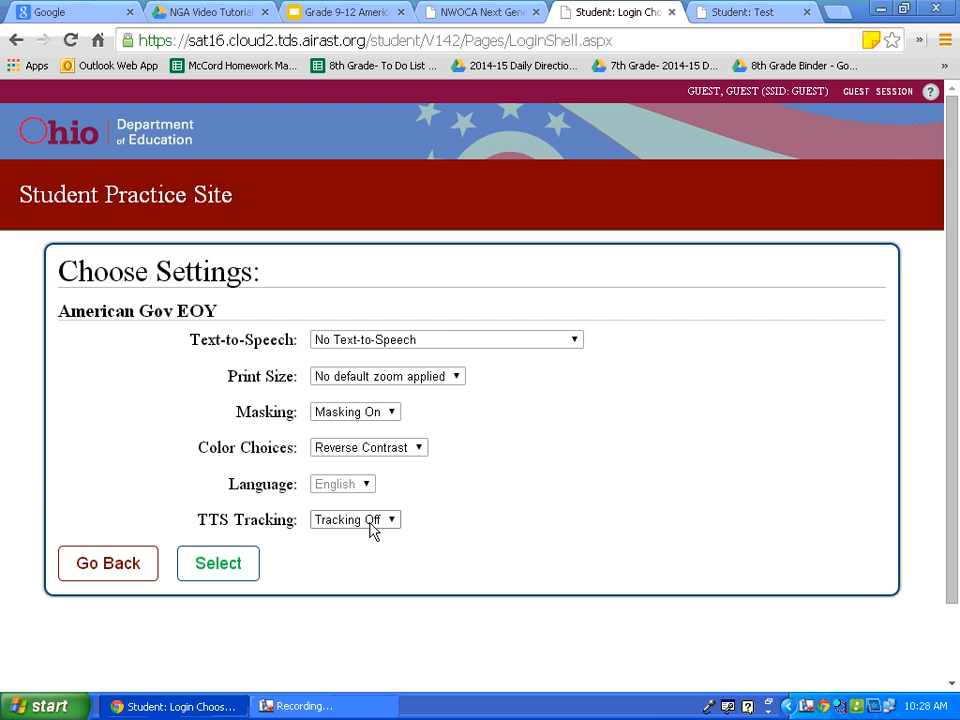 Google
NGA Video Tutorial
Grade 9-12 Americ
NWOCA Next Gene
Student: Login Cho
Student: Test
https://sat16.cloud2.tds.airast.org/student/V142/Pages/LoginShell.aspx
Apps
Outlook Web App
McCord Homework Ma...
8th Grade- To Do List ...
2014-15 Daily Directio...
7th Grade- 2014-15 D...
8th Grade Binder - Go...
GUEST, GUEST (SSID: GUEST) GUEST SESSION ?
Ohio Department
of Education
Student Practice Site
Choose Settings:
American Gov EOY
Text-to-Speech: No Text-to-Speech
Print Size: No default zoom applied
Masking: Masking On
Color Choices: Reverse Contrast
Language: English
TTS Tracking: Tracking Off
Go Back Select
start
Student: Login Choos...
Recording...
10:28 AM